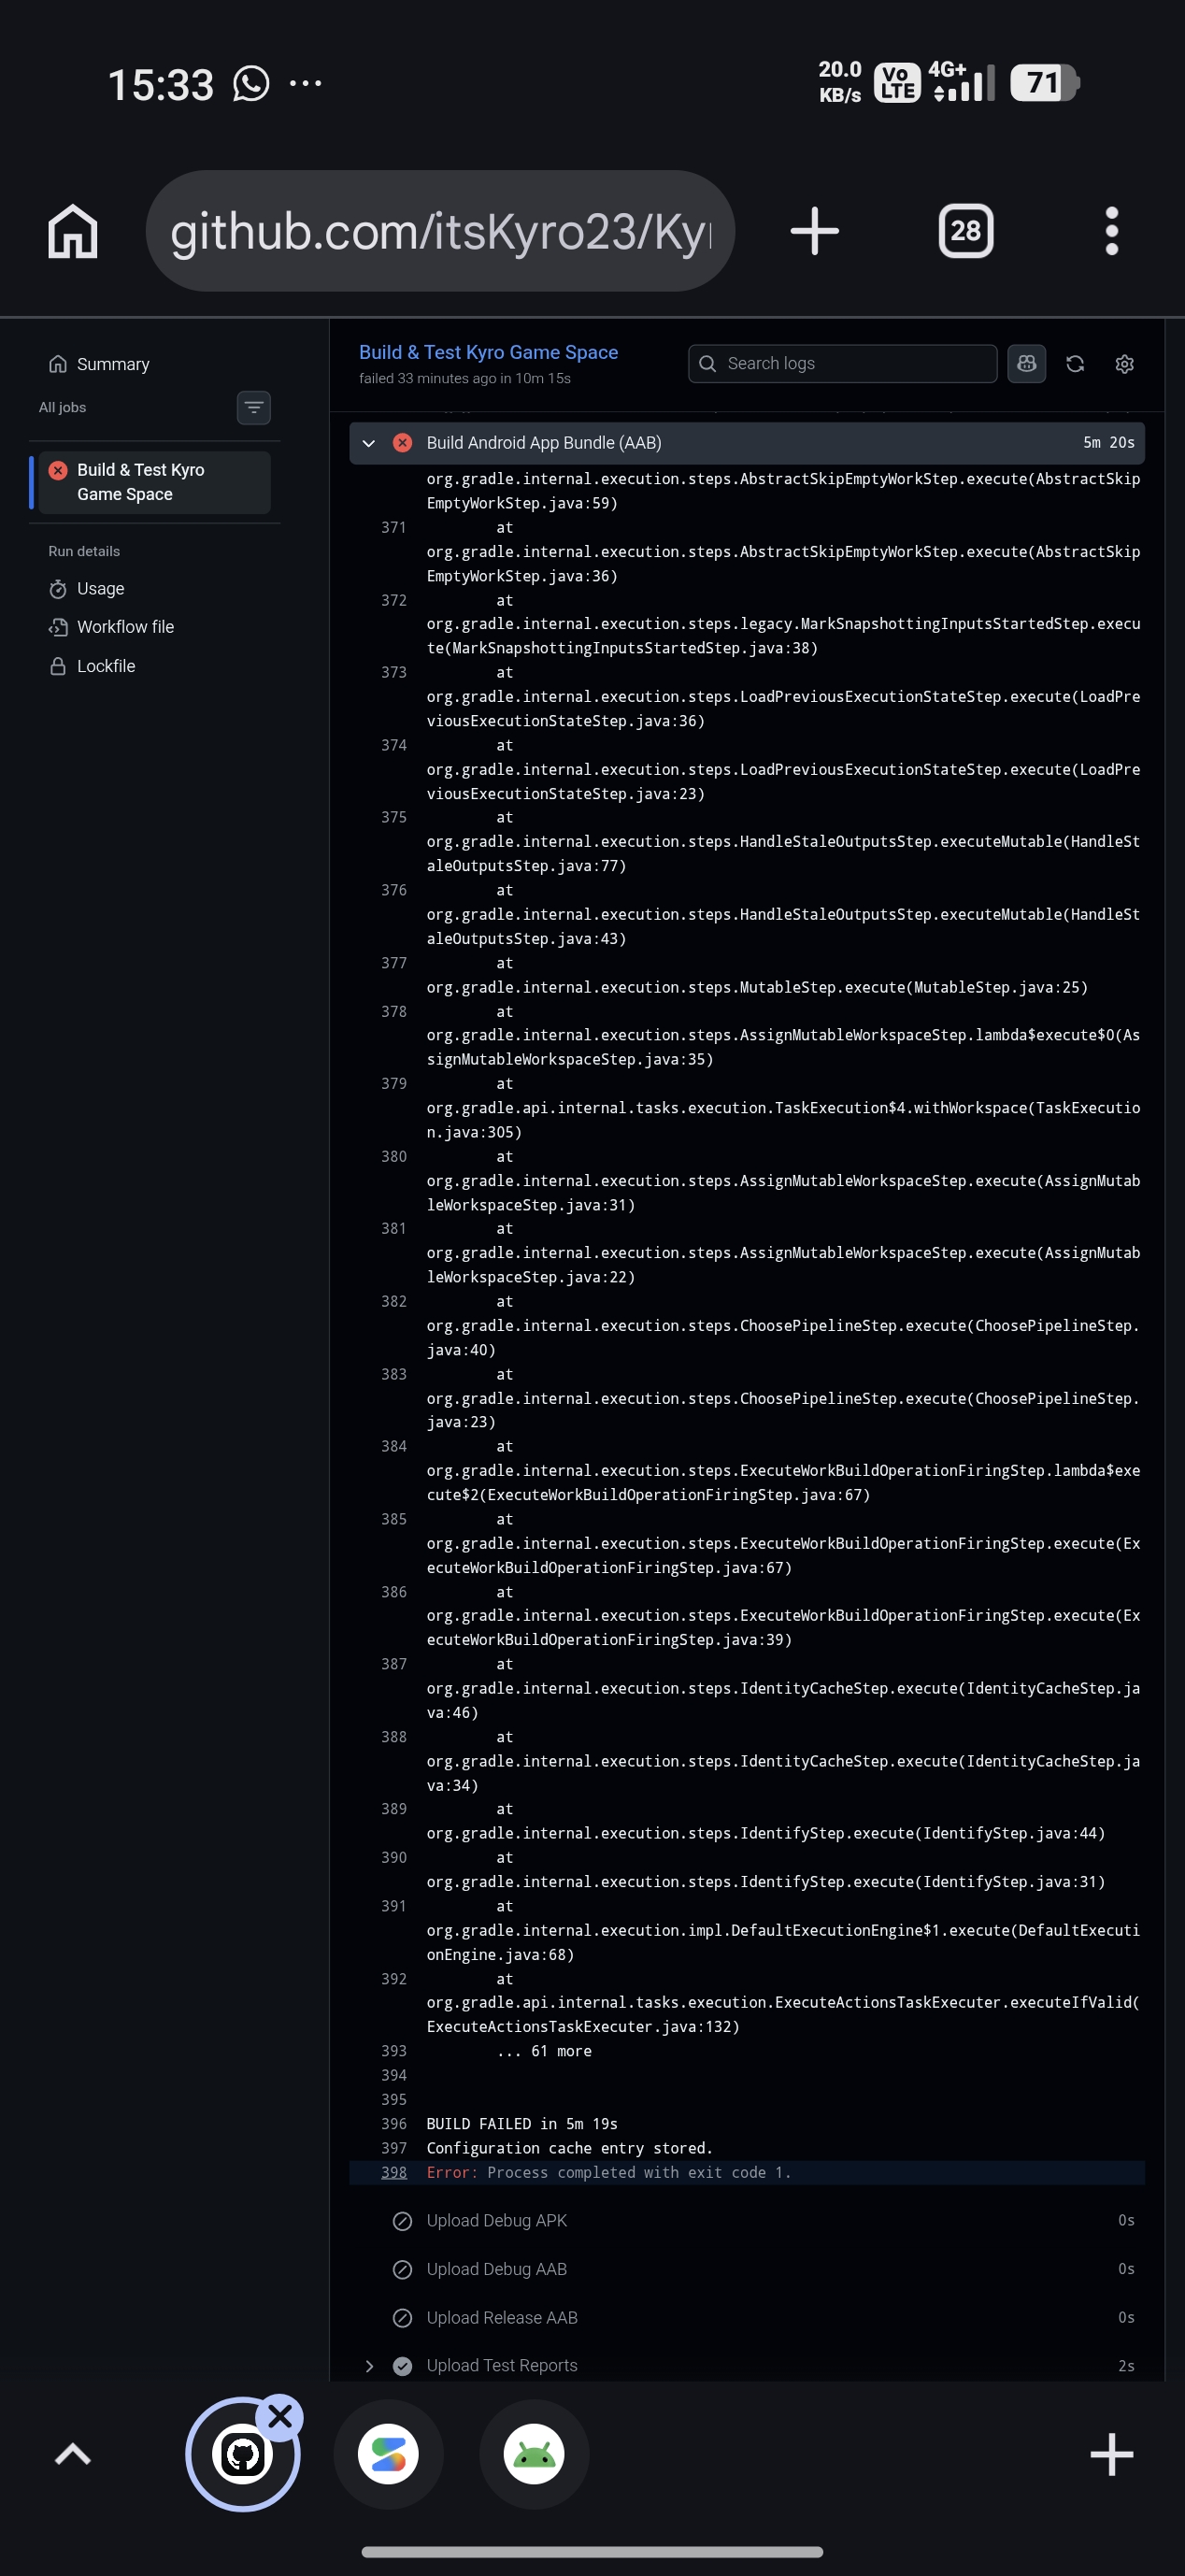 15:33
20.0 KB/s
Vo LTE
4G+
71
github.com/itsKyro23/Ky
28
Summary
All jobs
Build & Test Kyro Game Space
Run details
Usage
Workflow file
Lockfile
Build & Test Kyro Game Space
failed 33 minutes ago in 10m 15s
Search logs
Build Android App Bundle (AAB) 5m 20s
org.gradle.internal.execution.steps.AbstractSkipEmptyWorkStep.execute(AbstractSkip
EmptyWorkStep.java:59)
371 at
org.gradle.internal.execution.steps.AbstractSkipEmptyWorkStep.execute(AbstractSkip
EmptyWorkStep.java:36)
372 at
org.gradle.internal.execution.steps.legacy.MarkSnapshottingInputsStartedStep.execu
te(MarkSnapshottingInputsStartedStep.java:38)
373 at
org.gradle.internal.execution.steps.LoadPreviousExecutionStateStep.execute(LoadPre
viousExecutionStateStep.java:36)
374 at
org.gradle.internal.execution.steps.LoadPreviousExecutionStateStep.execute(LoadPre
viousExecutionStateStep.java:23)
375 at
org.gradle.internal.execution.steps.HandleStaleOutputsStep.executeMutable(HandleSt
aleOutputsStep.java:77)
376 at
org.gradle.internal.execution.steps.HandleStaleOutputsStep.executeMutable(HandleSt
aleOutputsStep.java:43)
377 at
org.gradle.internal.execution.steps.MutableStep.execute(MutableStep.java:25)
378 at
org.gradle.internal.execution.steps.AssignMutableWorkspaceStep.lambda$execute$0(As
signMutableWorkspaceStep.java:35)
379 at
org.gradle.api.internal.tasks.execution.TaskExecution$4.withWorkspace(TaskExecutio
n.java:305)
380 at
org.gradle.internal.execution.steps.AssignMutableWorkspaceStep.execute(AssignMutab
leWorkspaceStep.java:31)
381 at
org.gradle.internal.execution.steps.AssignMutableWorkspaceStep.execute(AssignMutab
leWorkspaceStep.java:22)
382 at
org.gradle.internal.execution.steps.ChoosePipelineStep.execute(ChoosePipelineStep.
java:40)
383 at
org.gradle.internal.execution.steps.ChoosePipelineStep.execute(ChoosePipelineStep.
java:23)
384 at
org.gradle.internal.execution.steps.ExecuteWorkBuildOperationFiringStep.lambda$exe
cute$2(ExecuteWorkBuildOperationFiringStep.java:67)
385 at
org.gradle.internal.execution.steps.ExecuteWorkBuildOperationFiringStep.execute(Ex
ecuteWorkBuildOperationFiringStep.java:67)
386 at
org.gradle.internal.execution.steps.ExecuteWorkBuildOperationFiringStep.execute(Ex
ecuteWorkBuildOperationFiringStep.java:39)
387 at
org.gradle.internal.execution.steps.IdentityCacheStep.execute(IdentityCacheStep.ja
va:46)
388 at
org.gradle.internal.execution.steps.IdentityCacheStep.execute(IdentityCacheStep.ja
va:34)
389 at
org.gradle.internal.execution.steps.IdentifyStep.execute(IdentifyStep.java:44)
390 at
org.gradle.internal.execution.steps.IdentifyStep.execute(IdentifyStep.java:31)
391 at
org.gradle.internal.execution.impl.DefaultExecutionEngine$1.execute(DefaultExecuti
onEngine.java:68)
392 at
org.gradle.api.internal.tasks.execution.ExecuteActionsTaskExecuter.executeIfValid(
ExecuteActionsTaskExecuter.java:132)
393 ... 61 more
394
395
396 BUILD FAILED in 5m 19s
397 Configuration cache entry stored.
398 Error: Process completed with exit code 1.
Upload Debug APK 0s
Upload Debug AAB 0s
Upload Release AAB 0s
Upload Test Reports 2s